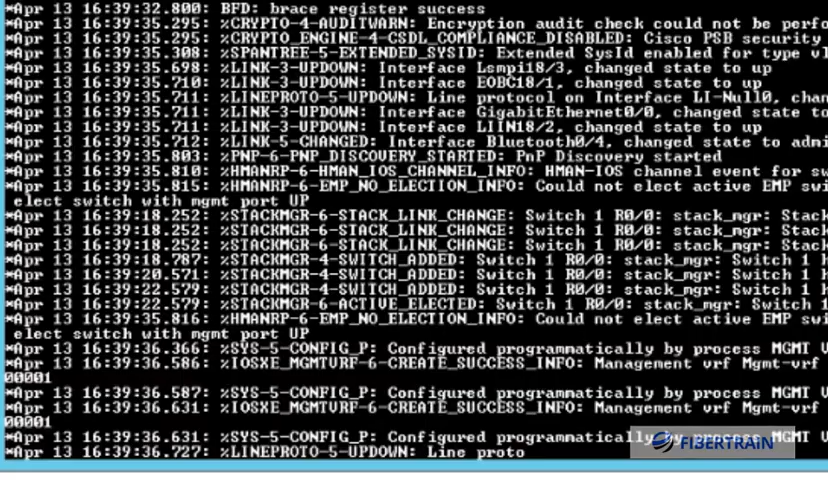 *Apr 13 16:39:32.800: BFD: brace register success
*Apr 13 16:39:35.295: %CRYPTO-4-AUDITWARN: Encryption audit check could not be perfo
*Apr 13 16:39:35.295: %CRYPTO_ENGINE-4-CSDL_COMPLIANCE_DISABLED: Cisco PSB security
*Apr 13 16:39:35.308: %SPANTREE-5-EXTENDED_SYSID: Extended SysId enabled for type vl
*Apr 13 16:39:35.698: %LINK-3-UPDOWN: Interface Lsmpi18/3, changed state to up
*Apr 13 16:39:35.710: %LINK-3-UPDOWN: Interface EOBC18/1, changed state to up
*Apr 13 16:39:35.711: %LINEPROTO-5-UPDOWN: Line protocol on Interface LI-Null0, chan
*Apr 13 16:39:35.711: %LINK-3-UPDOWN: Interface GigabitEthernet0/0, changed state to
*Apr 13 16:39:35.711: %LINK-3-UPDOWN: Interface LIIN18/2, changed state to up
*Apr 13 16:39:35.712: %LINK-5-CHANGED: Interface Bluetooth0/4, changed state to admi
*Apr 13 16:39:35.803: %PNP-6-PNP_DISCOVERY_STARTED: PnP Discovery started
*Apr 13 16:39:35.810: %HMANRP-6-HMAN_IOS_CHANNEL_INFO: HMAN-IOS channel event for sw
*Apr 13 16:39:35.815: %HMANRP-6-EMP_NO_ELECTION_INFO: Could not elect active EMP swi
elect switch with mgmt port UP
*Apr 13 16:39:18.252: %STACKMGR-6-STACK_LINK_CHANGE: Switch 1 R0/0: stack_mgr: Stack
*Apr 13 16:39:18.252: %STACKMGR-6-STACK_LINK_CHANGE: Switch 1 R0/0: stack_mgr: Stack
*Apr 13 16:39:18.252: %STACKMGR-6-STACK_LINK_CHANGE: Switch 1 R0/0: stack_mgr: Stack
*Apr 13 16:39:18.787: %STACKMGR-4-SWITCH_ADDED: Switch 1 R0/0: stack_mgr: Switch 1 h
*Apr 13 16:39:20.571: %STACKMGR-4-SWITCH_ADDED: Switch 1 R0/0: stack_mgr: Switch 1 h
*Apr 13 16:39:22.579: %STACKMGR-4-SWITCH_ADDED: Switch 1 R0/0: stack_mgr: Switch 1 h
*Apr 13 16:39:22.579: %STACKMGR-6-ACTIVE_ELECTED: Switch 1 R0/0: stack_mgr: Switch 1
*Apr 13 16:39:35.816: %HMANRP-6-EMP_NO_ELECTION_INFO: Could not elect active EMP swi
elect switch with mgmt port UP
*Apr 13 16:39:36.366: %SYS-5-CONFIG_P: Configured programmatically by process MGMT V
*Apr 13 16:39:36.586: %IOSXE_MGMTVRF-6-CREATE_SUCCESS_INFO: Management vrf Mgmt-vrf
00001
*Apr 13 16:39:36.587: %SYS-5-CONFIG_P: Configured programmatically by process MGMT V
*Apr 13 16:39:36.631: %IOSXE_MGMTVRF-6-CREATE_SUCCESS_INFO: Management vrf Mgmt-vrf
00001
*Apr 13 16:39:36.631: %SYS-5-CONFIG_P: Configured programmatically by process MGMT V
*Apr 13 16:39:36.727: %LINEPROTO-5-UPDOWN: Line proto
FIBERTRAIN